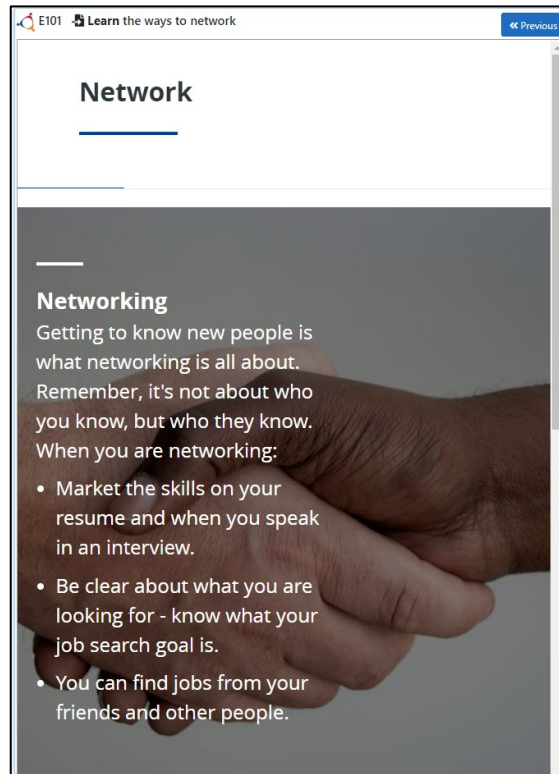 E101 Learn the ways to network
« Previous
Network
Networking
Getting to know new people is
what networking is all about.
Remember, it's not about who
you know, but who they know.
When you are networking:
• Market the skills on your
resume and when you speak
in an interview.
• Be clear about what you are
looking for - know what your
job search goal is.
• You can find jobs from your
friends and other people.